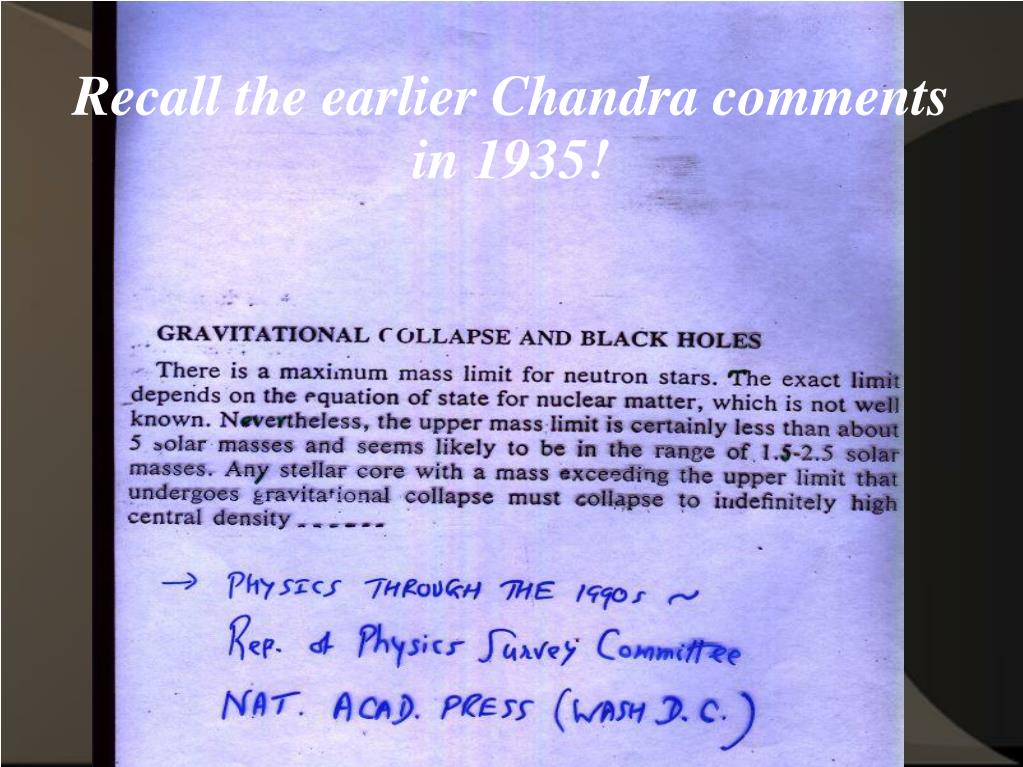 Recall the earlier Chandra comments
in 1935!
GRAVITATIONAL COLLAPSE AND BLACK HOLES
There is a maximum mass limit for neutron stars. The exact limit
depends on the equation of state for nuclear matter, which is not well
known. Nevertheless, the upper mass limit is certainly less than about
5 solar masses and seems likely to be in the range of 1.5-2.5 solar
masses. Any stellar core with a mass exceeding the upper limit that
undergoes gravitational collapse must collapse to indefinitely high
central density ------
→ PHYSICS THROUGH THE 1990s ~
Rep. of Physics Survey Committee
NAT. ACAD. PRESS (WASH D.C.)